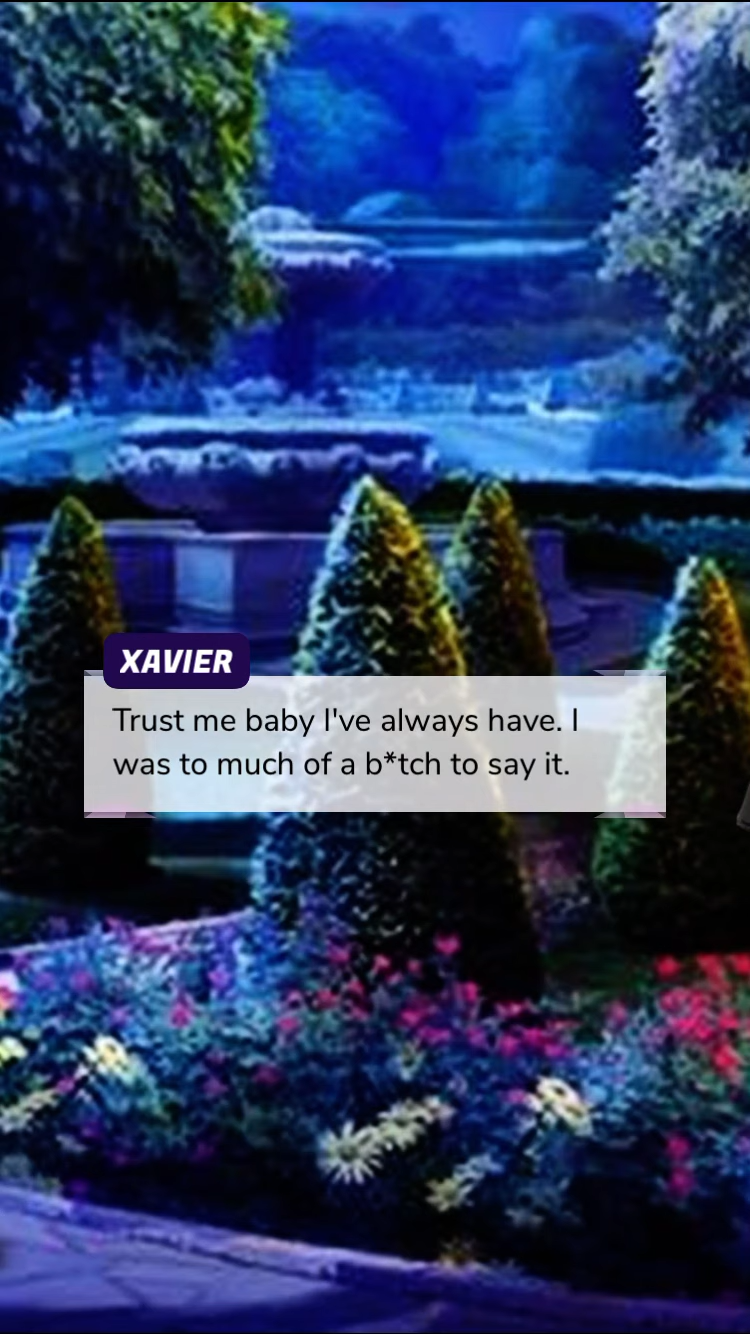 XAVIER
Trust me baby I've always have. I
was to much of a b*tch to say it.